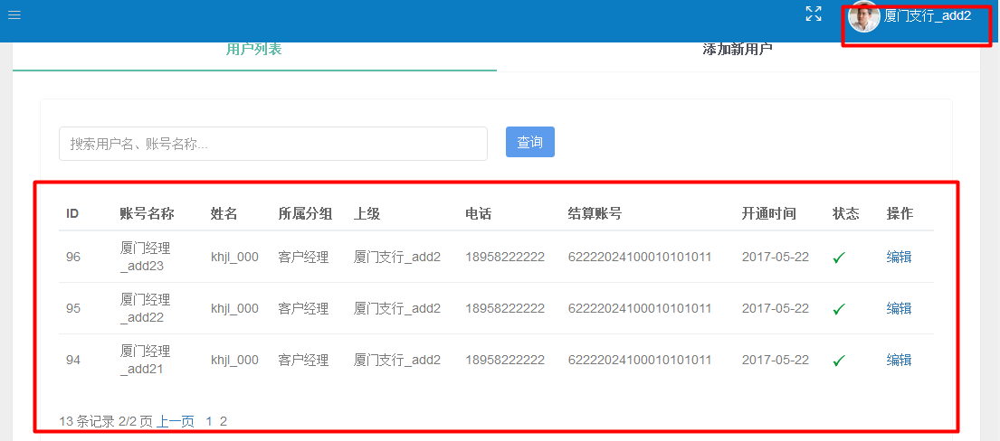 厦门支行_add2
用户列表 添加新用户
搜索用户名、账号名称... 查询
ID 账号名称 姓名 所属分组 上级 电话 结算账号 开通时间 状态 操作
96 厦门经理_add23 khjl_000 客户经理 厦门支行_add2 18958222222 62222024100010101011 2017-05-22 ✓ 编辑
95 厦门经理_add22 khjl_000 客户经理 厦门支行_add2 18958222222 62222024100010101011 2017-05-22 ✓ 编辑
94 厦门经理_add21 khjl_000 客户经理 厦门支行_add2 18958222222 62222024100010101011 2017-05-22 ✓ 编辑
13 条记录 2/2 页 上一页 1 2